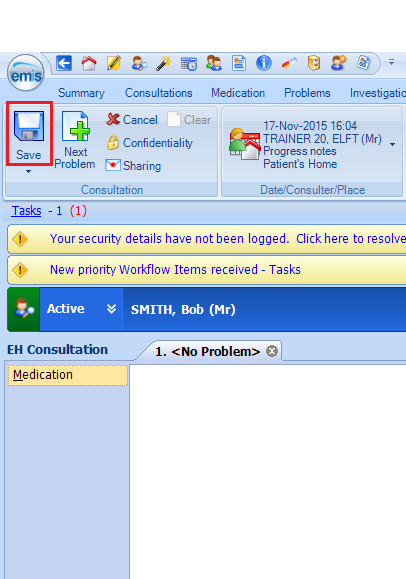 emis
Summary Consultations Medication Problems Investigatio
Save
Next Problem
Cancel Clear
Confidentiality
Sharing
Consultation
17-Nov-2015 16:04
TRAINER 20, ELFT (Mr)
Progress notes
Patient's Home
Date/Consulter/Place
Tasks - 1 (1)
Your security details have not been logged. Click here to resolve
New priority Workflow Items received - Tasks
Active SMITH, Bob (Mr)
EH Consultation 1. <No Problem>
Medication